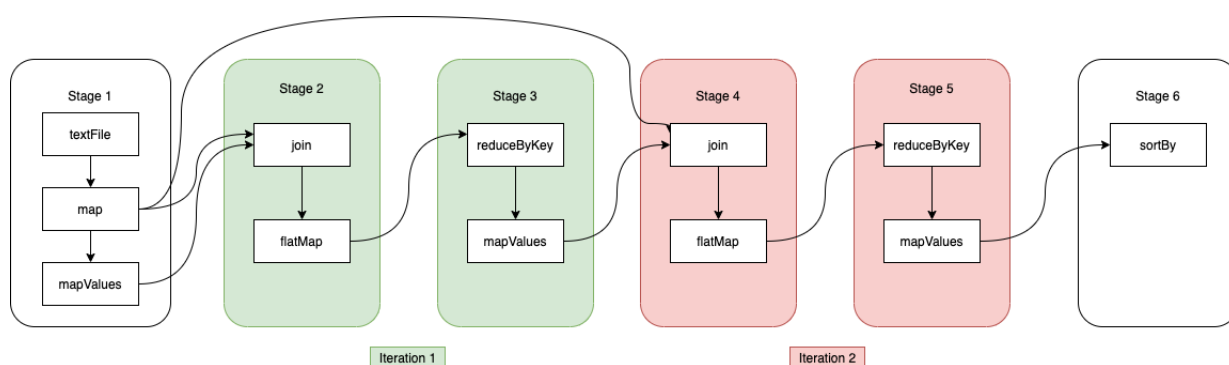 Stage 1
textFile
map
mapValues
Stage 2
join
flatMap
Stage 3
reduceByKey
mapValues
Stage 4
join
flatMap
Stage 5
reduceByKey
mapValues
Stage 6
sortBy
Iteration 1
Iteration 2